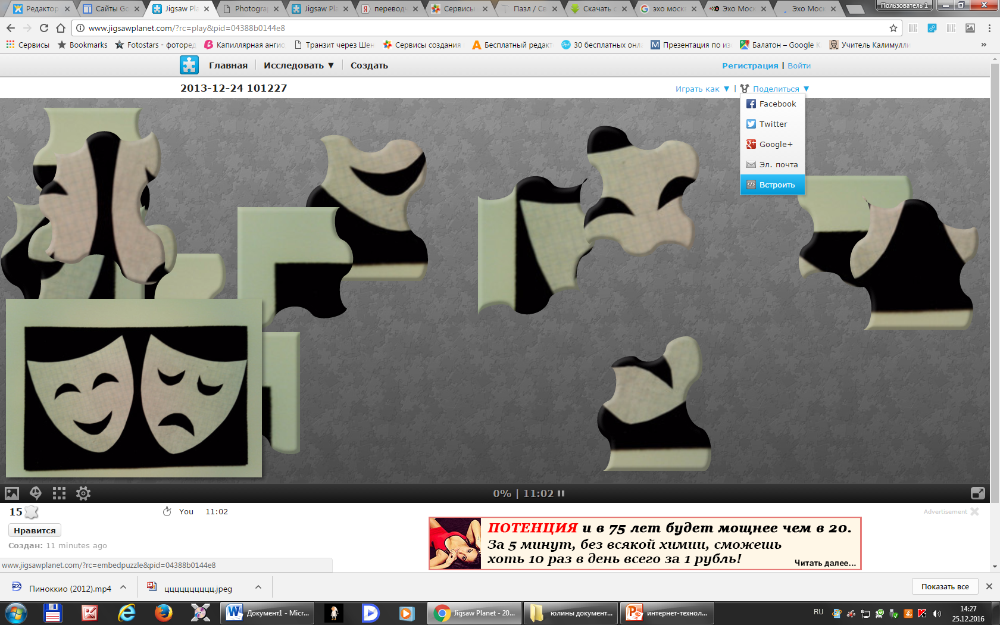 Пользователь 1
Редактор
Сайты Go
Jigsaw Pla
Photogra
Jigsaw Pla
перевод
Сервисы
Пазл / Св
Скачать
эхо моск
Эхо Моск
Эхо Моск
www.jigsawplanet.com/?rc=play&pid=04388b0144e8
Сервисы
Bookmarks
Fotostars - фоторед
Капиллярная ангио
Транзит через Шен
Сервисы создания
Бесплатный редакт
30 бесплатных онла
Презентация по из
Балатон – Google К
Учитель Калимулли
»
Главная
Исследовать ▼
Создать
Регистрация | Войти
2013-12-24 101227
Играть как ▼ | Поделиться ▼
Facebook
Twitter
Google+
Эл. почта
Встроить
0% | 11:02
15
You 11:02
Advertisement
Нравится
Создан: 11 minutes ago
ПОТЕНЦИЯ и в 75 лет будет мощнее чем в 20.
За 5 минут, без всякой химии, сможешь
хоть 10 раз в день всего за 1 рубль!
Читать далее...
www.jigsawplanet.com/?rc=embedpuzzle&pid=04388b0144e8
Пиноккио (2012).mp4
цццццццццц.jpeg
Показать все
Документ1 - Micr...
Jigsaw Planet - 20...
юлины документ...
интернет-технол...
RU
14:27
25.12.2016